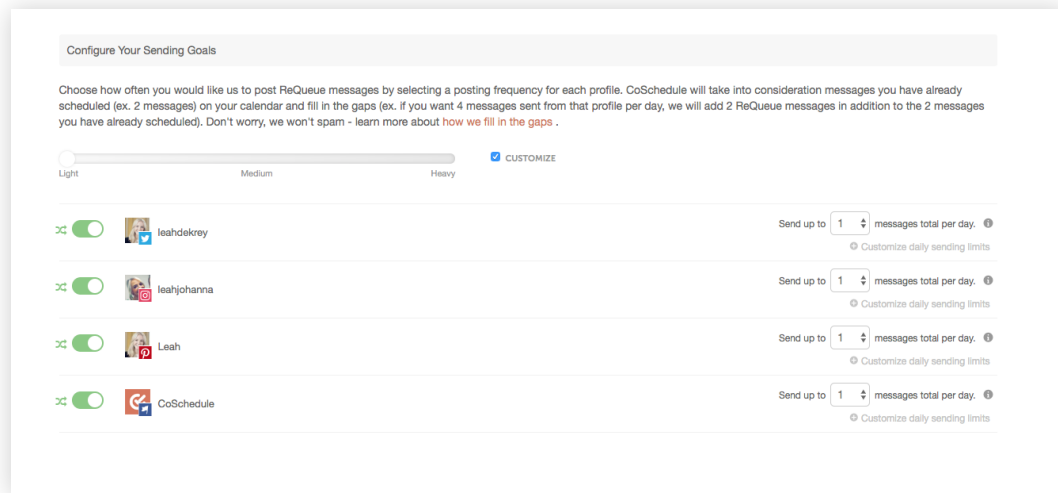 Configure Your Sending Goals
Choose how often you would like us to post ReQueue messages by selecting a posting frequency for each profile. CoSchedule will take into consideration messages you have already
scheduled (ex. 2 messages) on your calendar and fill in the gaps (ex. if you want 4 messages sent from that profile per day, we will add 2 ReQueue messages in addition to the 2 messages
you have already scheduled). Don't worry, we won't spam - learn more about how we fill in the gaps .
CUSTOMIZE
Light Medium Heavy
leahdekrey
Send up to 1 messages total per day.
Customize daily sending limits
leahjohanna
Send up to 1 messages total per day.
Customize daily sending limits
Leah
Send up to 1 messages total per day.
Customize daily sending limits
CoSchedule
Send up to 1 messages total per day.
Customize daily sending limits